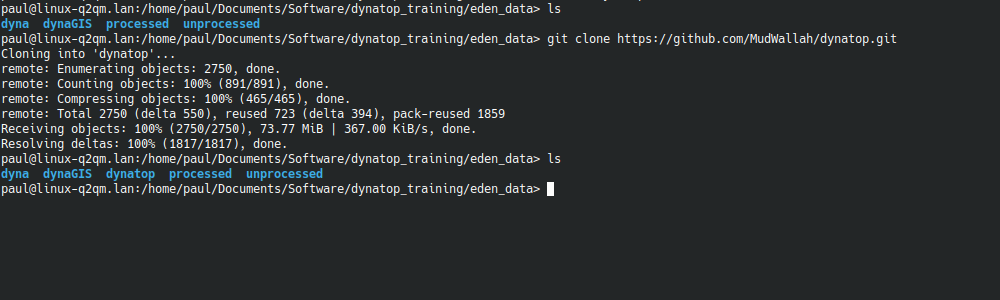 paul@linux-q2qm.lan:/home/paul/Documents/Software/dynatop_training/eden_data> ls
dyna  dynaGIS  processed  unprocessed
paul@linux-q2qm.lan:/home/paul/Documents/Software/dynatop_training/eden_data> git clone https://github.com/MudWallah/dynatop.git
Cloning into 'dynatop'...
remote: Enumerating objects: 2750, done.
remote: Counting objects: 100% (891/891), done.
remote: Compressing objects: 100% (465/465), done.
remote: Total 2750 (delta 550), reused 723 (delta 394), pack-reused 1859
Receiving objects: 100% (2750/2750), 73.77 MiB | 367.00 KiB/s, done.
Resolving deltas: 100% (1817/1817), done.
paul@linux-q2qm.lan:/home/paul/Documents/Software/dynatop_training/eden_data> ls
dyna  dynaGIS  dynatop  processed  unprocessed
paul@linux-q2qm.lan:/home/paul/Documents/Software/dynatop_training/eden_data>